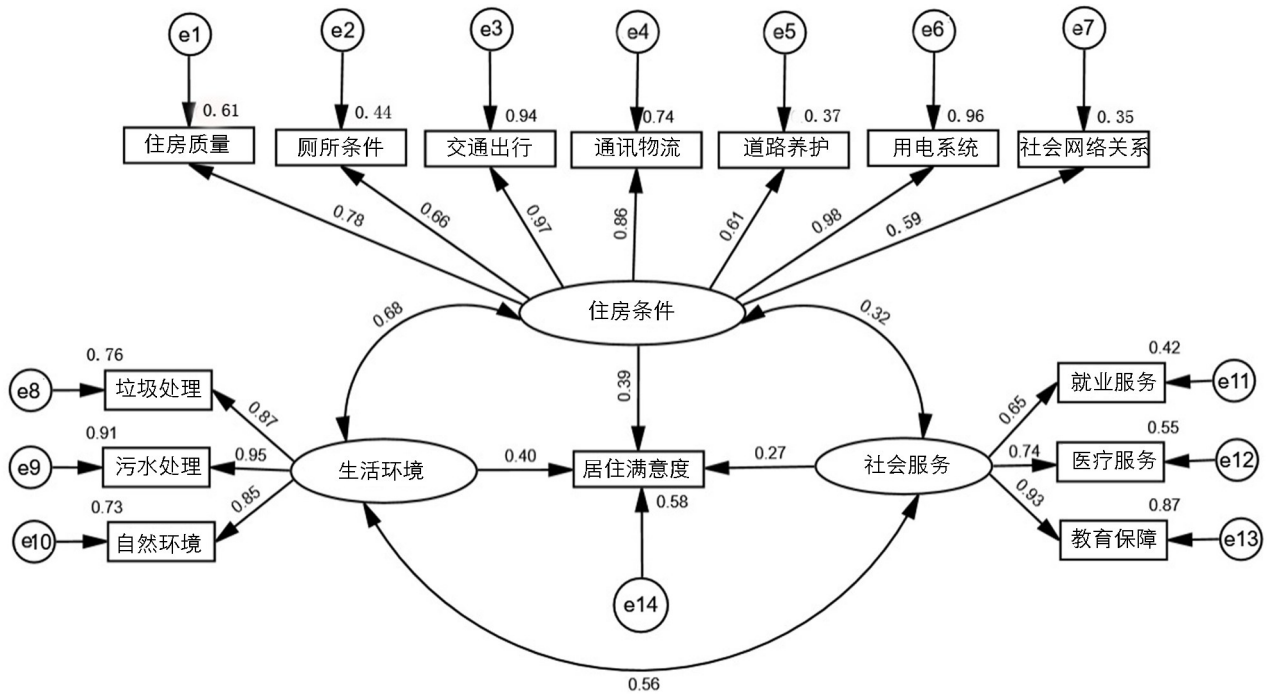 e1
e2
e3
e4
e5
e6
e7
0.61
0.44
0.94
0.74
0.37
0.96
0.35
住房质量
厕所条件
交通出行
通讯物流
道路养护
用电系统
社会网络关系
0.78
0.66
0.97
0.86
0.61
0.98
0.59
住房条件
0.68
0.32
0.39
0.76
e8
垃圾处理
0.87
0.91
e9
污水处理
0.95
0.73
e10
自然环境
0.85
生活环境
0.40
居住满意度
0.58
0.27
社会服务
0.65
0.42
就业服务
e11
0.74
0.55
医疗服务
e12
0.93
0.87
教育保障
e13
e14
0.56